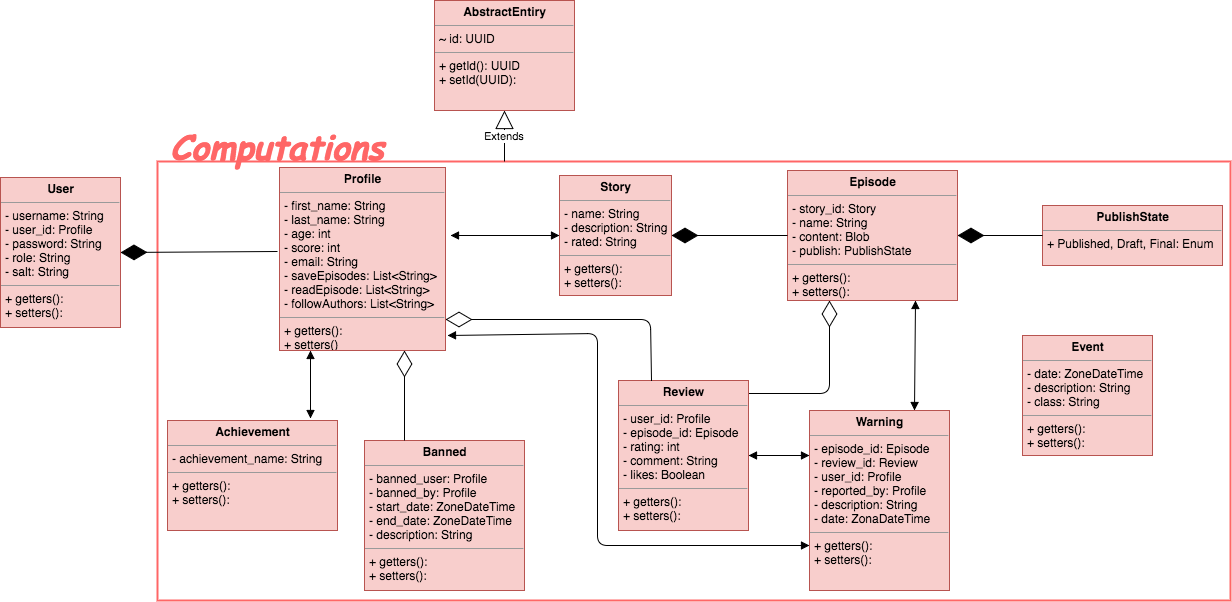 AbstractEntiry
~ id: UUID
+ getId(): UUID
+ setId(UUID):
Extends
Computations
User
- username: String
- user_id: Profile
- password: String
- role: String
- salt: String
+ getters():
+ setters():
Profile
- first_name: String
- last_name: String
- age: int
- score: int
- email: String
- saveEpisodes: List<String>
- readEpisode: List<String>
- followAuthors: List<String>
+ getters():
+ setters()
Story
- name: String
- description: String
- rated: String
+ getters():
+ setters():
Episode
- story_id: Story
- name: String
- content: Blob
- publish: PublishState
+ getters():
+ setters():
PublishState
+ Published, Draft, Final: Enum
Event
- date: ZoneDateTime
- description: String
- class: String
+ getters():
+ setters():
Achievement
- achievement_name: String
+ getters():
+ setters():
Banned
- banned_user: Profile
- banned_by: Profile
- start_date: ZoneDateTime
- end_date: ZoneDateTime
- description: String
+ getters():
+ setters():
Review
- user_id: Profile
- episode_id: Episode
- rating: int
- comment: String
- likes: Boolean
+ getters():
+ setters():
Warning
- episode_id: Episode
- review_id: Review
- user_id: Profile
- reported_by: Profile
- description: String
- date: ZonaDateTime
+ getters():
+ setters():